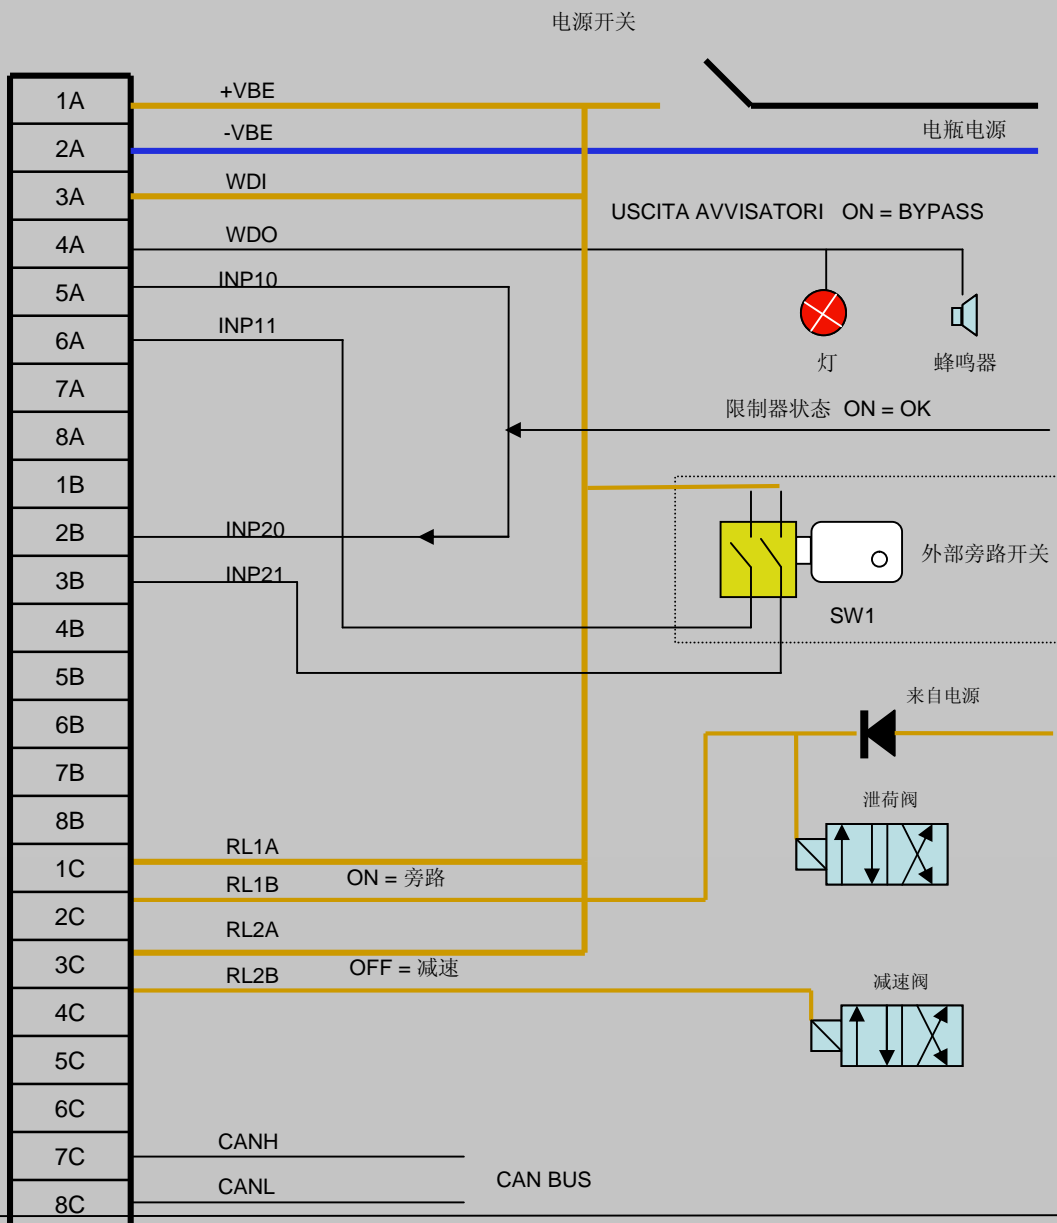 电源开关
1A
+VBE
2A
-VBE
电瓶电源
3A
WDI
USCITA AVVISATORI ON = BYPASS
4A
WDO
5A
INP10
6A
INP11
灯
蜂鸣器
7A
限制器状态 ON = OK
8A
1B
2B
INP20
外部旁路开关
3B
INP21
SW1
4B
5B
来自电源
6B
7B
泄荷阀
8B
RL1A
1C
ON = 旁路
RL1B
2C
RL2A
3C
OFF = 减速
RL2B
减速阀
4C
5C
6C
CANH
7C
CAN BUS
CANL
8C